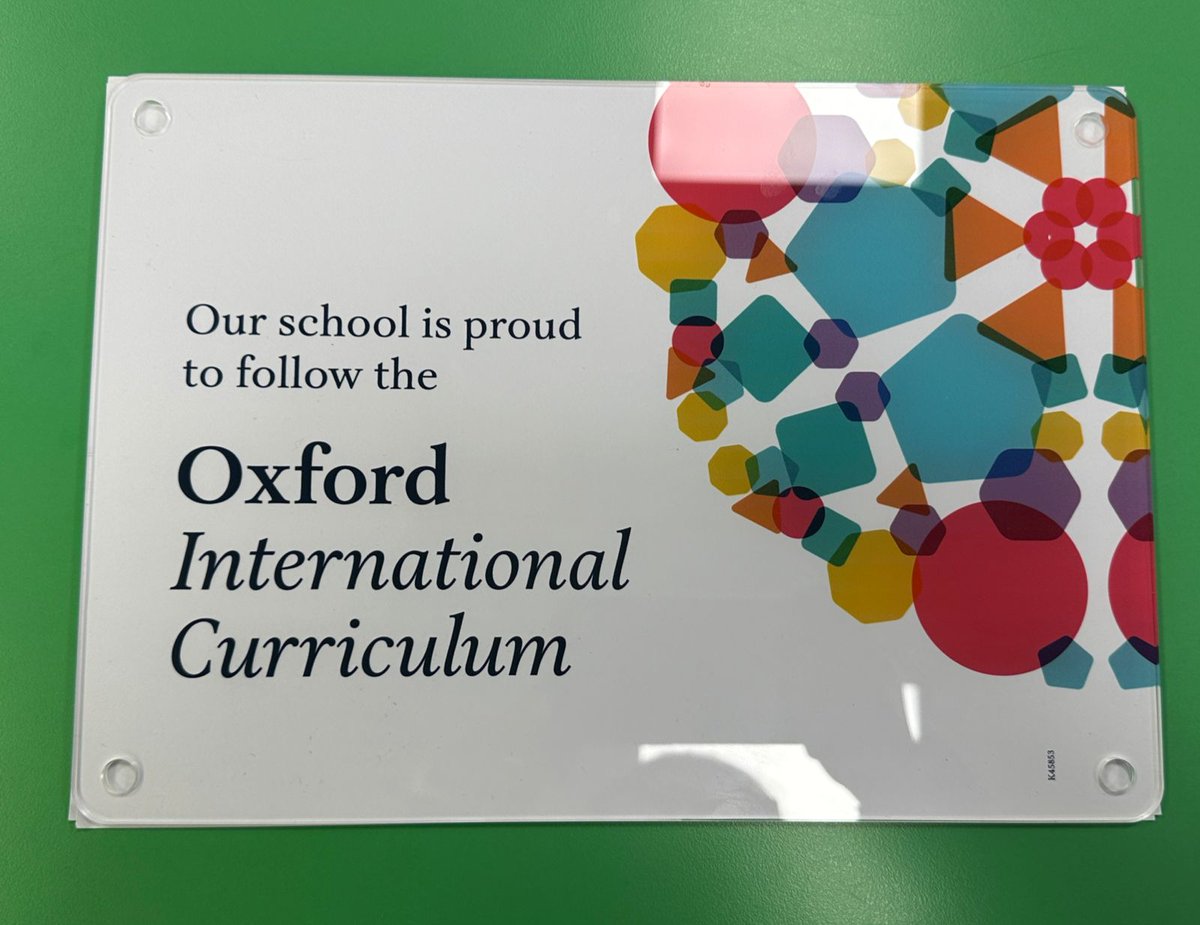 Our school is proud
to follow the
Oxford
International
Curriculum
K45853